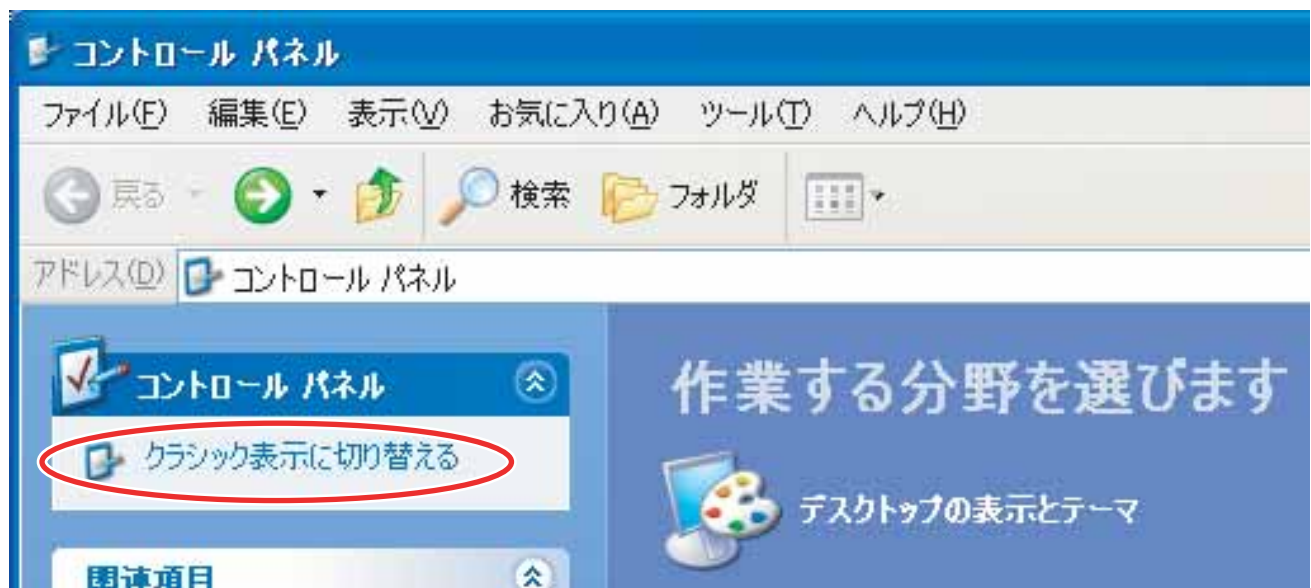 コントロール パネル
ファイル(F) 編集(E) 表示(V) お気に入り(A) ツール(T) ヘルプ(H)
戻る 検索 フォルダ
アドレス(D) コントロール パネル
コントロール パネル
クラシック表示に切り替える
関連項目
作業する分野を選びます
デスクトップの表示とテーマ